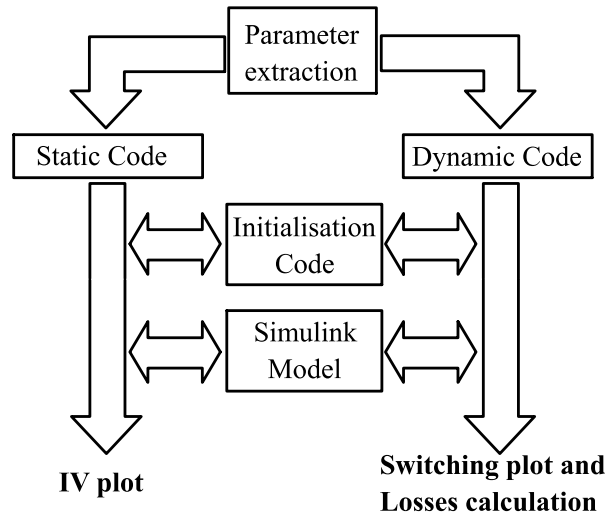 Parameter
extraction
Static Code
Dynamic Code
Initialisation
Code
Simulink
Model
IV plot
Switching plot and
Losses calculation